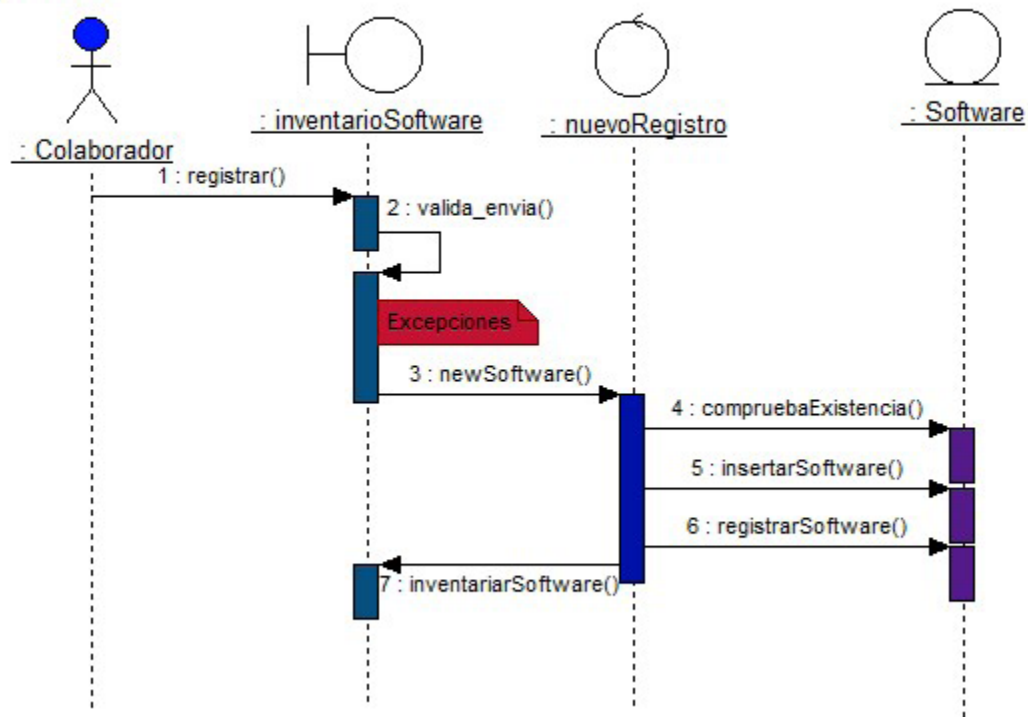 : Colaborador
: inventarioSoftware
: nuevoRegistro
: Software
1 : registrar()
2 : valida_envia()
Excepciones
3 : newSoftware()
4 : compruebaExistencia()
5 : insertarSoftware()
6 : registrarSoftware()
7 : inventariarSoftware()